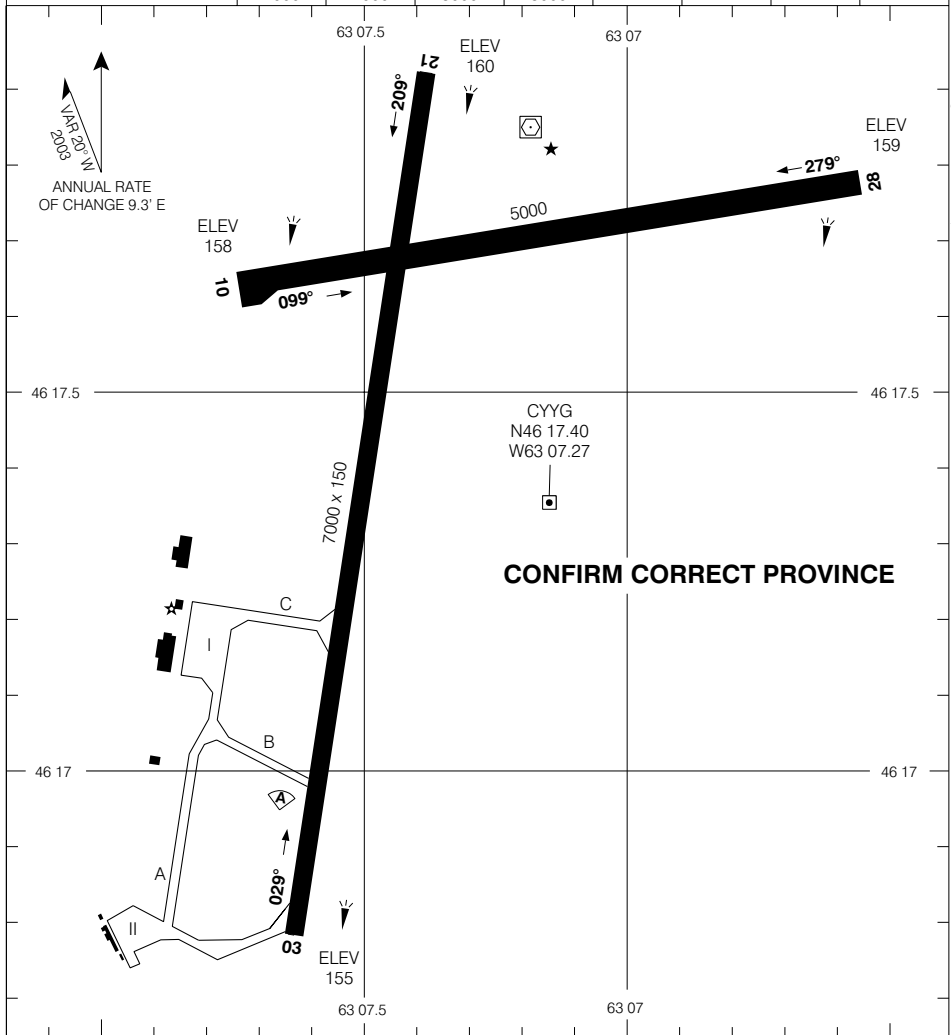 63 07.5
63 07
ELEV
160
21
209°
VAR 20° W
2003
ANNUAL RATE
OF CHANGE 9.3' E
ELEV
159
279°
28
5000
ELEV
158
10
099°
46 17.5
46 17.5
CYYG
N46 17.40
W63 07.27
7000 x 150
CONFIRM CORRECT PROVINCE
C
I
B
46 17
46 17
A
A
029°
II
03
ELEV
155
63 07.5
63 07